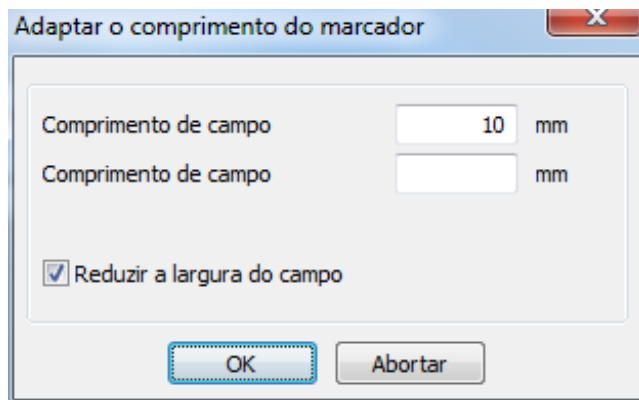 Adaptar o comprimento do marcador
Comprimento de campo 10 mm
Comprimento de campo mm
Reduzir a largura do campo
OK Abortar